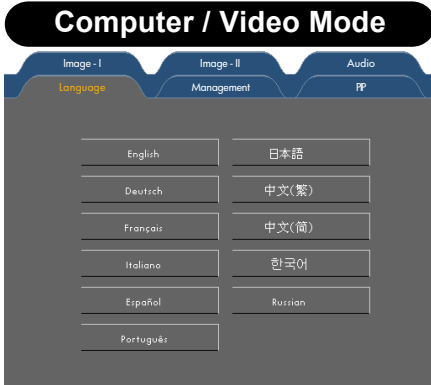 Computer / Video Mode
Image - I Image - II Audio
Language Management PIP
English 日本語
Deutsch 中文(繁)
Français 中文(简)
Italiano 한국어
Español Russian
Português